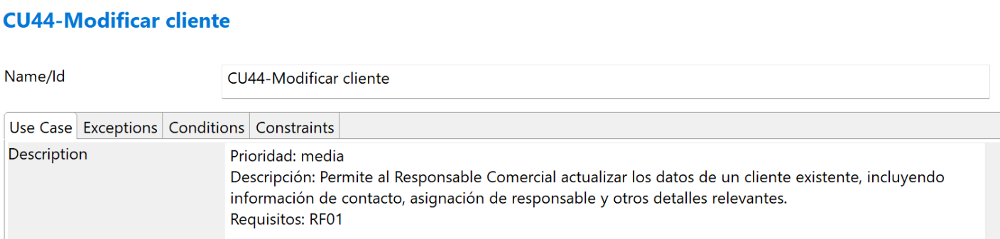 CU44-Modificar cliente
Name/Id
CU44-Modificar cliente
Use Case Exceptions Conditions Constraints
Description
Prioridad: media
Descripción: Permite al Responsable Comercial actualizar los datos de un cliente existente, incluyendo
información de contacto, asignación de responsable y otros detalles relevantes.
Requisitos: RF01